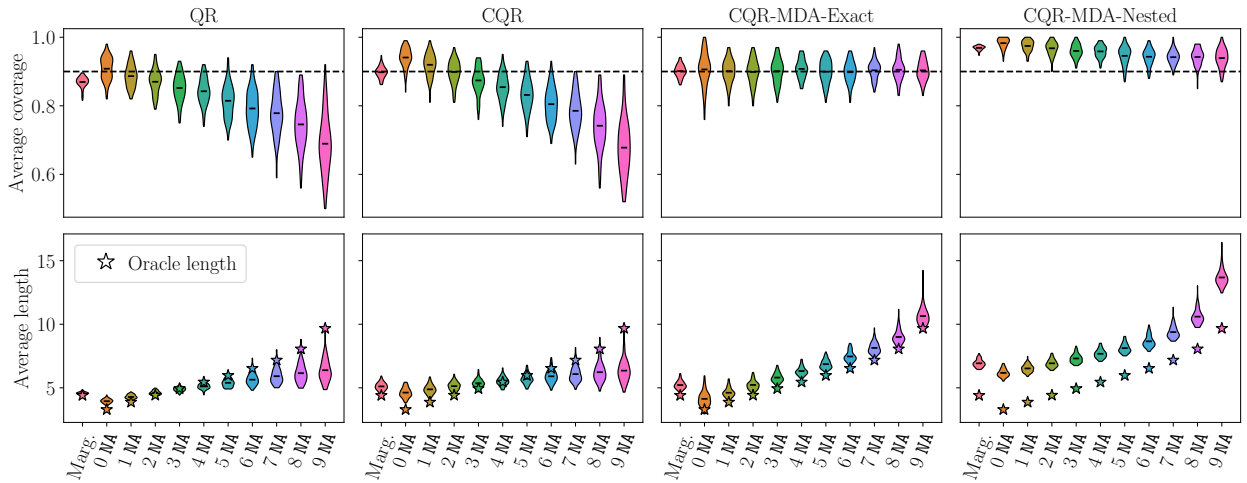 QR
CQR
CQR-MDA-Exact
CQR-MDA-Nested
Average coverage
1.0
0.8
0.6
Average length
15
10
5
Oracle length
Marg.
0 NA
1 NA
2 NA
3 NA
4 NA
5 NA
6 NA
7 NA
8 NA
9 NA
Marg.
0 NA
1 NA
2 NA
3 NA
4 NA
5 NA
6 NA
7 NA
8 NA
9 NA
Marg.
0 NA
1 NA
2 NA
3 NA
4 NA
5 NA
6 NA
7 NA
8 NA
9 NA
Marg.
0 NA
1 NA
2 NA
3 NA
4 NA
5 NA
6 NA
7 NA
8 NA
9 NA